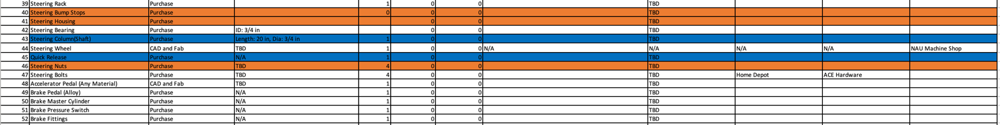 39 Steering Rack Purchase 1 0 0 TBD
40 Steering Bump Stops Purchase 0 0 0 TBD
41 Steering Housing Purchase 0 0 TBD
42 Steering Bearing Purchase ID: 3/4 in 0 0 TBD
43 Steering Column(Shaft) Purchase Length: 20 in, Dia: 3/4 in 1 0 0 TBD
44 Steering Wheel CAD and Fab TBD 1 0 0 N/A N/A N/A N/A NAU Machine Shop
45 Quick Release Purchase N/A 1 0 0 TBD
46 Steering Nuts Purchase TBD 4 0 0 TBD
47 Steering Bolts Purchase TBD 4 0 0 TBD Home Depot ACE Hardware
48 Accelerator Pedal (Any Material) CAD and Fab TBD 1 0 0 TBD
49 Brake Pedal (Alloy) Purchase N/A 1 0 0 TBD
50 Brake Master Cylinder Purchase N/A 1 0 0 TBD
51 Brake Pressure Switch Purchase N/A 1 0 0 TBD
52 Brake Fittings Purchase N/A 1 0 0 TBD